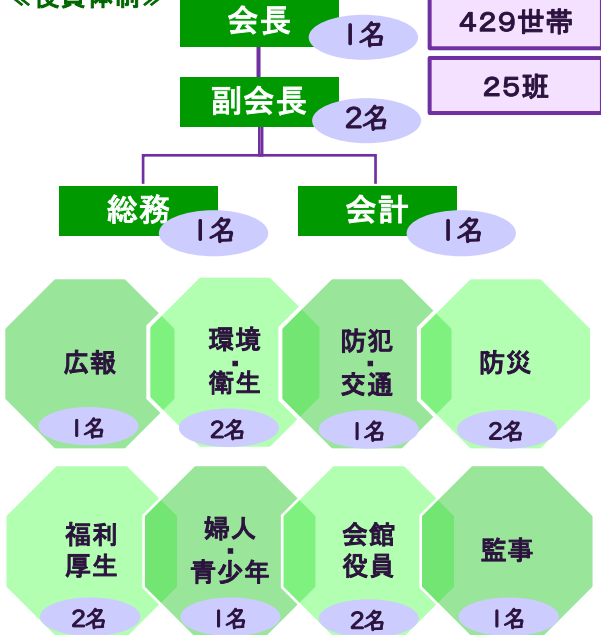 ≪役員体制≫
会長
1名
429世帯
副会長
2名
25班
総務
1名
会計
1名
広報
1名
環境
・
衛生
2名
防犯
・
交通
1名
防災
2名
福利
厚生
2名
婦人
・
青少年
1名
会館
役員
2名
監事
1名